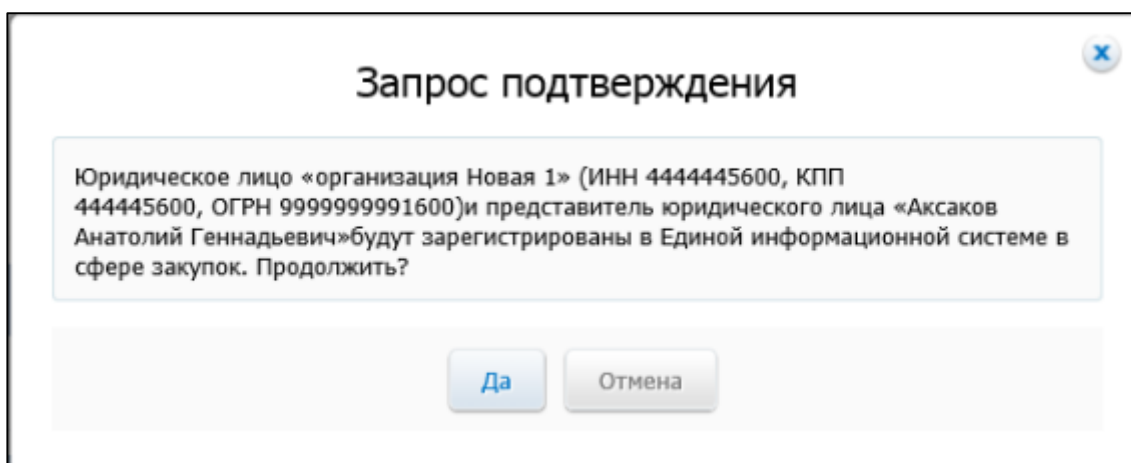 Запрос подтверждения
Юридическое лицо «организация Новая 1» (ИНН 4444445600, КПП
444445600, ОГРН 9999999991600)и представитель юридического лица «Аксаков
Анатолий Геннадьевич»будут зарегистрированы в Единой информационной системе в
сфере закупок. Продолжить?
Да
Отмена